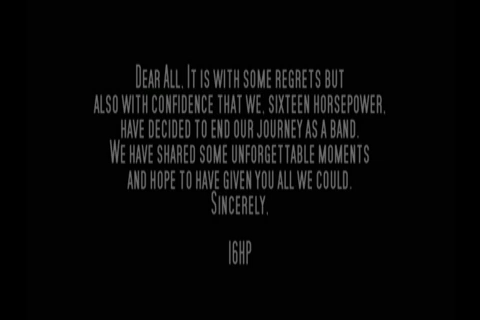 Dear All, It is with some regrets but
also with confidence that we, sixteen horsepower,
have decided to end our journey as a band.
We have shared some unforgettable moments
and hope to have given you all we could.
Sincerely,
16HP